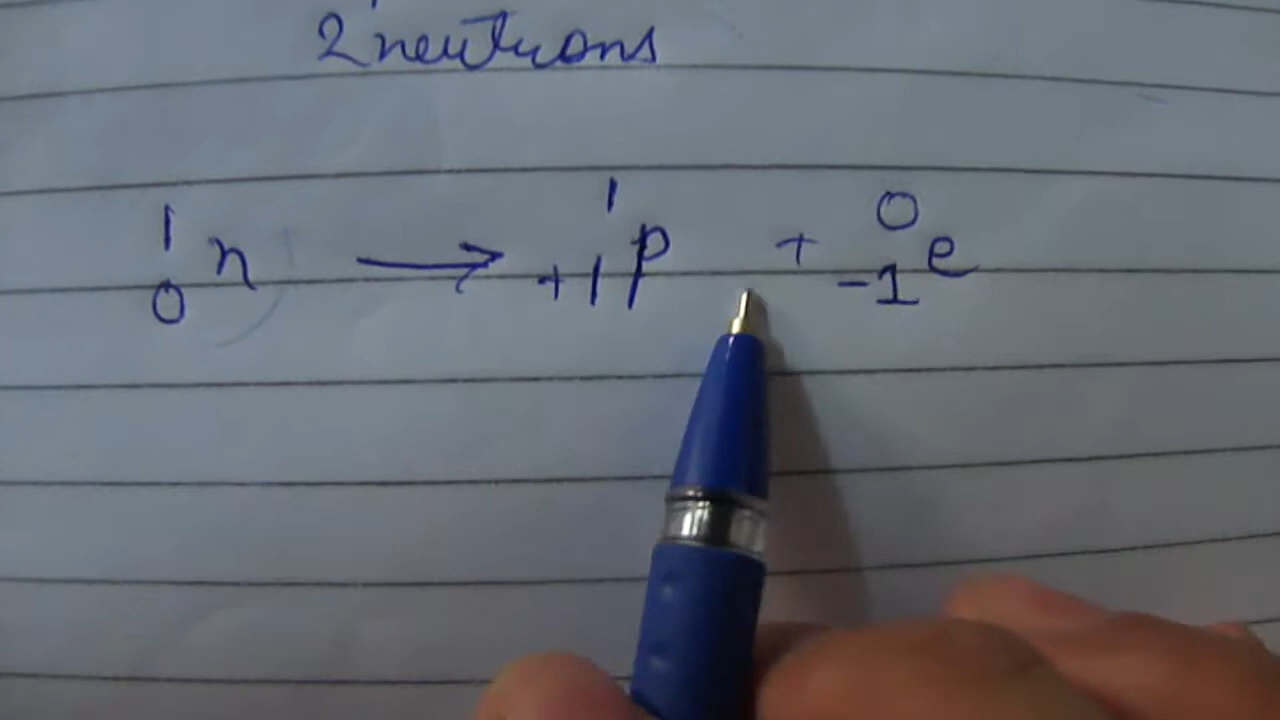 2 neutrons
¹₀n → ¹₊₁p + ⁰₋₁e